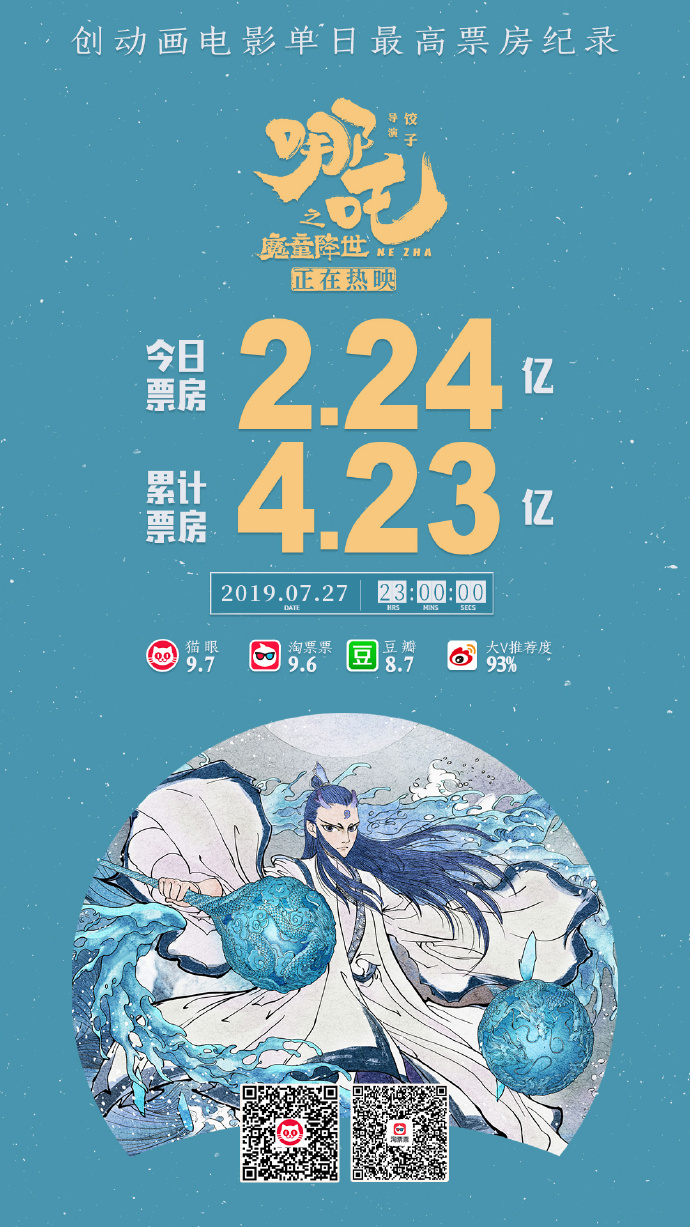 创动画电影单日最高票房纪录
导演 饺子
哪吒
之
魔童降世 NE ZHA
正在热映
今日票房 2.24 亿
累计票房 4.23 亿
2019.07.27 23:00:00
DATE HRS MINS SECS
猫眼 淘票票 豆 豆瓣 大V推荐度
9.7 9.6 8.7 93%
淘票票